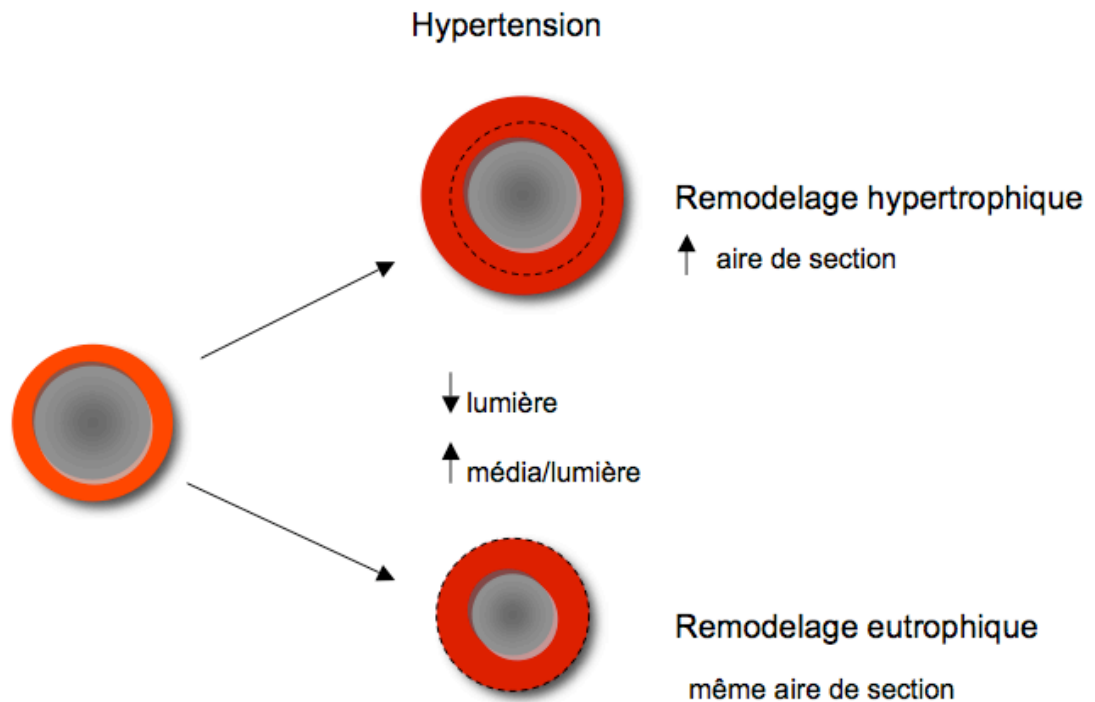 Hypertension
Remodelage hypertrophique
↑ aire de section
↓ lumière
↑ média/lumière
Remodelage eutrophique
même aire de section